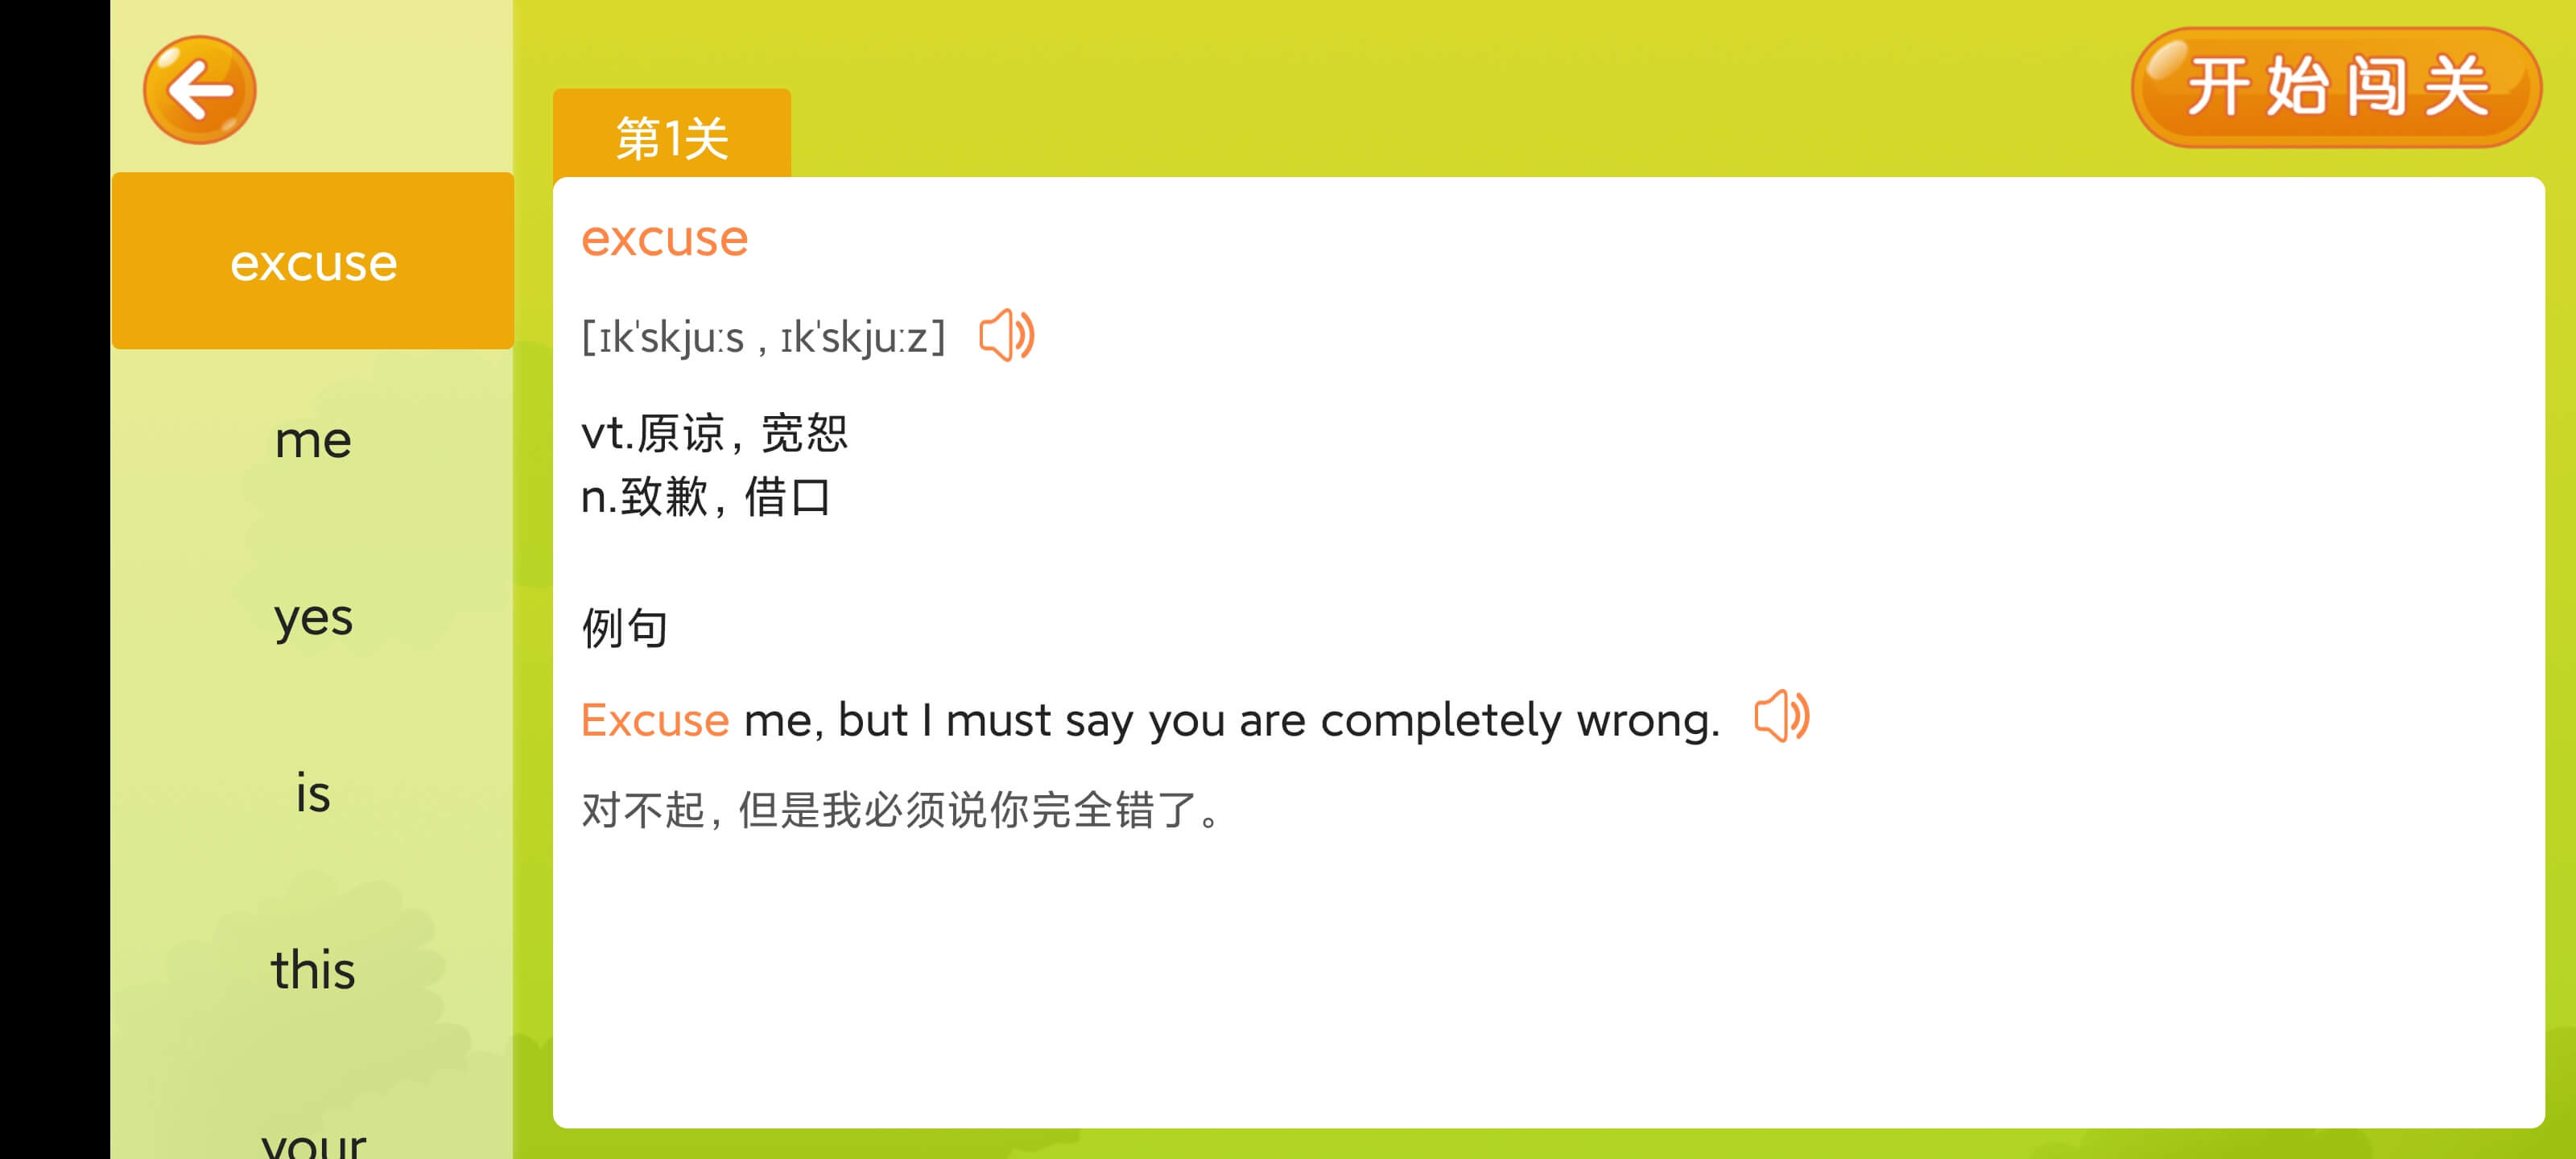 开始闯关
第1关
excuse
me
yes
is
this
your
excuse
[ɪk'skjuːs , ɪk'skjuːz]
vt.原谅，宽恕
n.致歉，借口
例句
Excuse me, but I must say you are completely wrong.
对不起，但是我必须说你完全错了。